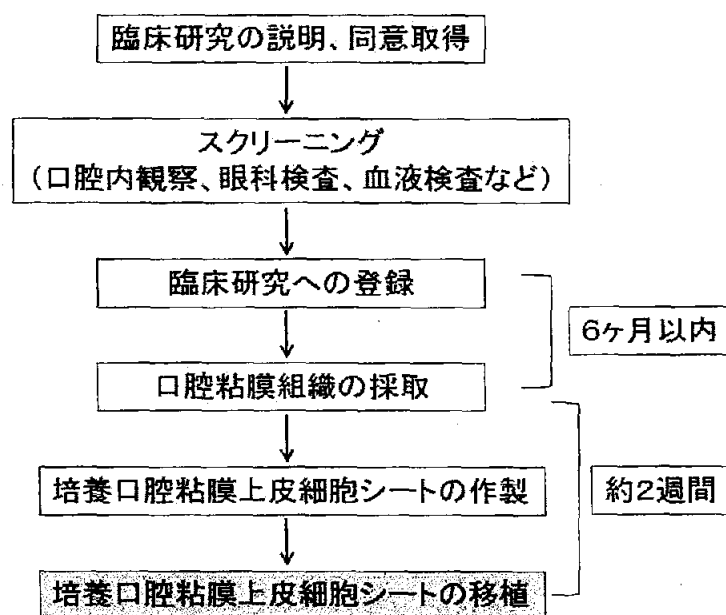 臨床研究の説明、同意取得
スクリーニング
(口腔内観察、眼科検査、血液検査など)
臨床研究への登録
6ヶ月以内
口腔粘膜組織の採取
培養口腔粘膜上皮細胞シートの作製
約2週間
培養口腔粘膜上皮細胞シートの移植